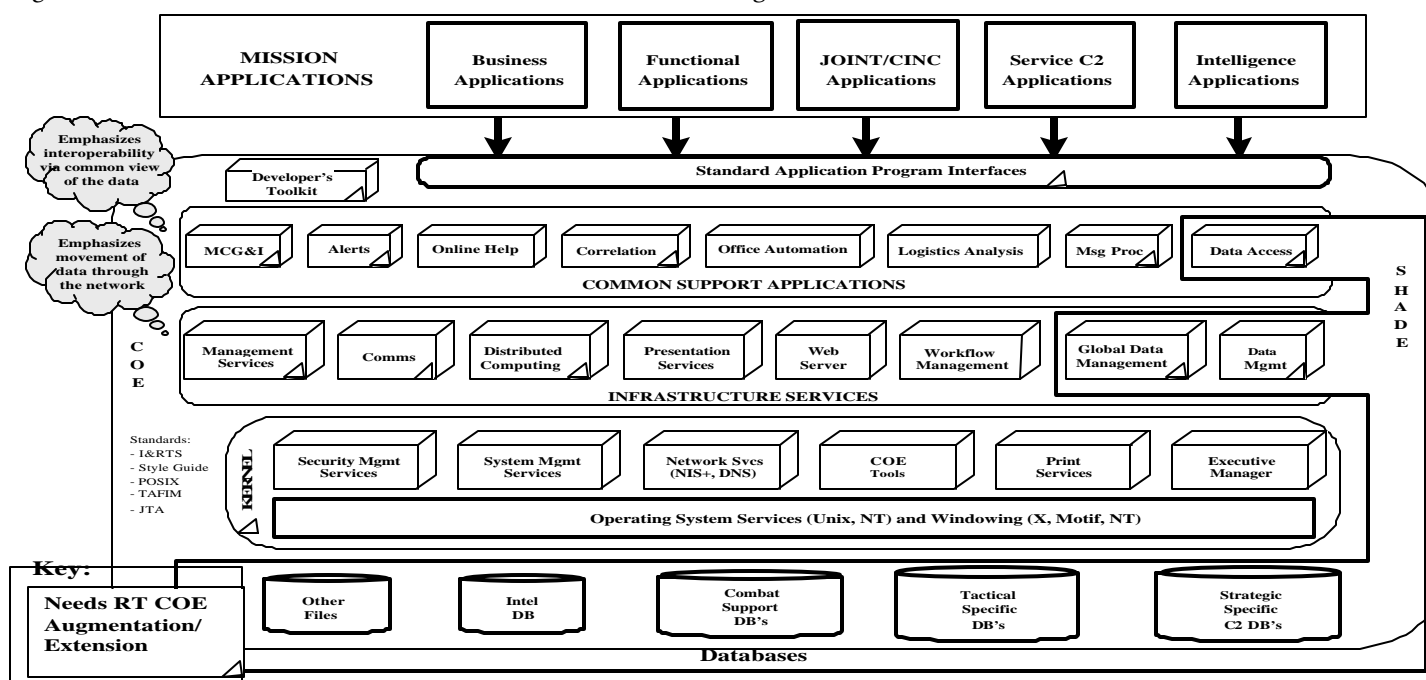 MISSION
APPLICATIONS
Business
Applications
Functional
Applications
JOINT/CINC
Applications
Service C2
Applications
Intelligence
Applications
Emphasizes
interoperability
via common view
of the data
Developer's
Toolkit
Standard Application Program Interfaces
Emphasizes
movement of
data through
the network
MCG&I
Alerts
Online Help
Correlation
Office Automation
Logistics Analysis
Msg Proc
Data Access
COMMON SUPPORT APPLICATIONS
S
H
A
D
E
C
O
E
Management
Services
Comms
Distributed
Computing
Presentation
Services
Web
Server
Workflow
Management
Global Data
Management
Data
Mgmt
INFRASTRUCTURE SERVICES
Standards:
- I&RTS
- Style Guide
- POSIX
- TAFIM
- JTA
KERNEL
Security Mgmt
Services
System Mgmt
Services
Network Svcs
(NIS+, DNS)
COE
Tools
Print
Services
Executive
Manager
Operating System Services (Unix, NT) and Windowing (X, Motif, NT)
Key:
Needs RT COE
Augmentation/
Extension
Other
Files
Intel
DB
Combat
Support
DB's
Tactical
Specific
DB's
Strategic
Specific
C2 DB's
Databases